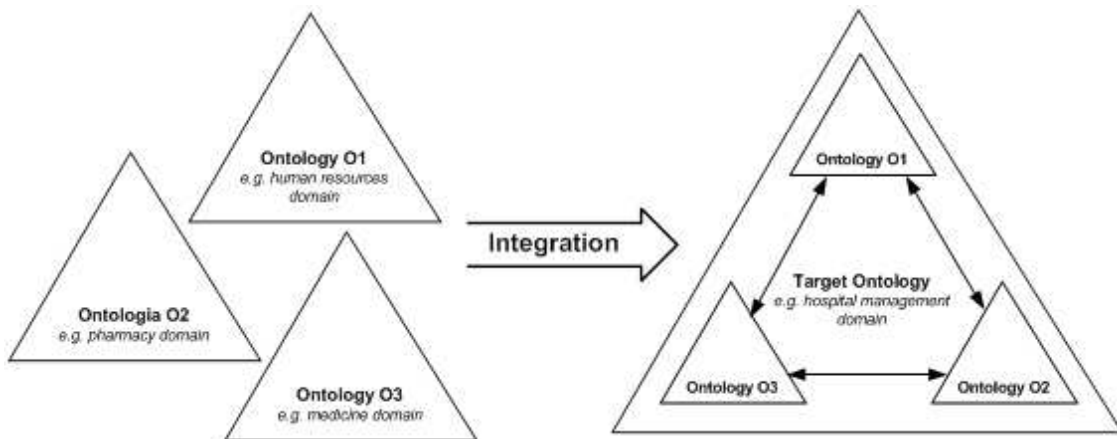 Ontology O1
e.g. human resources
domain
Ontologia O2
e.g. pharmacy domain
Ontology O3
e.g. medicine domain
Integration
Ontology O1
Target Ontology
e.g. hospital management
domain
Ontology O3
Ontology O2